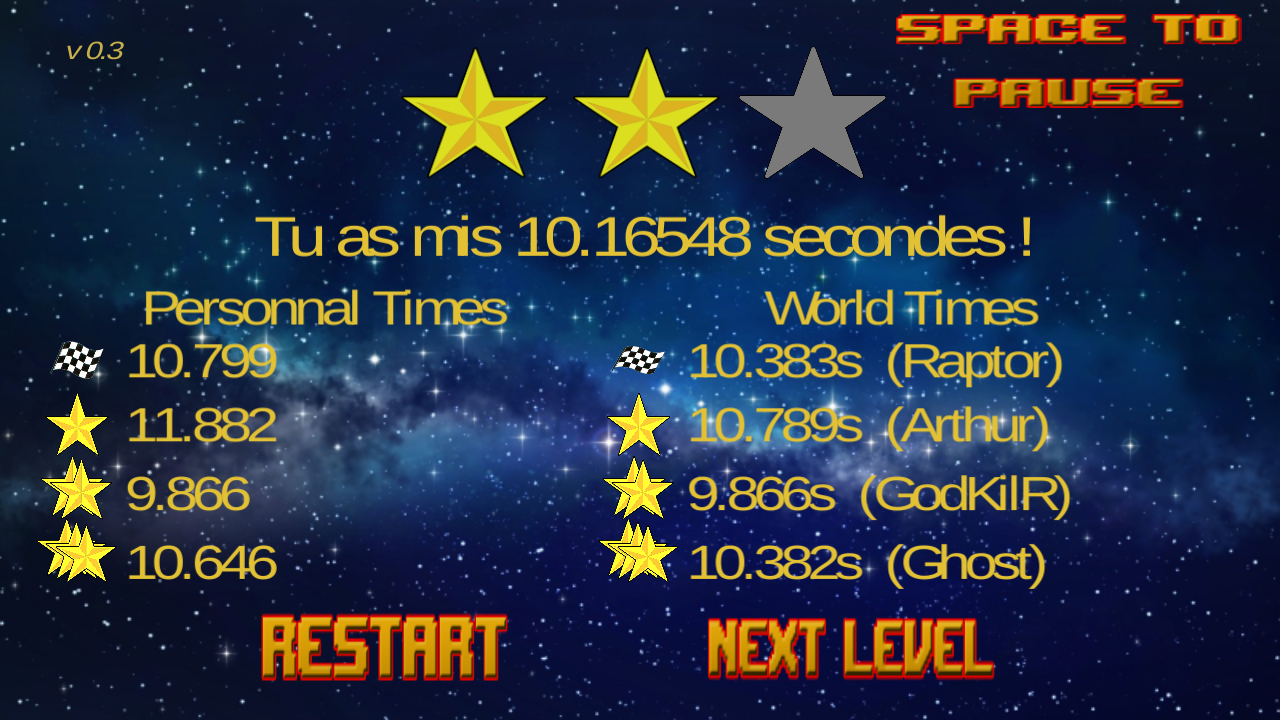 v 0.3
SPACE TO
PAUSE
Tu as mis 10.16548 secondes !
Personnal Times
10.799
11.882
9.866
10.646
World Times
10.383s (Raptor)
10.789s (Arthur)
9.866s (GodKilR)
10.382s (Ghost)
RESTART
NEXT LEVEL